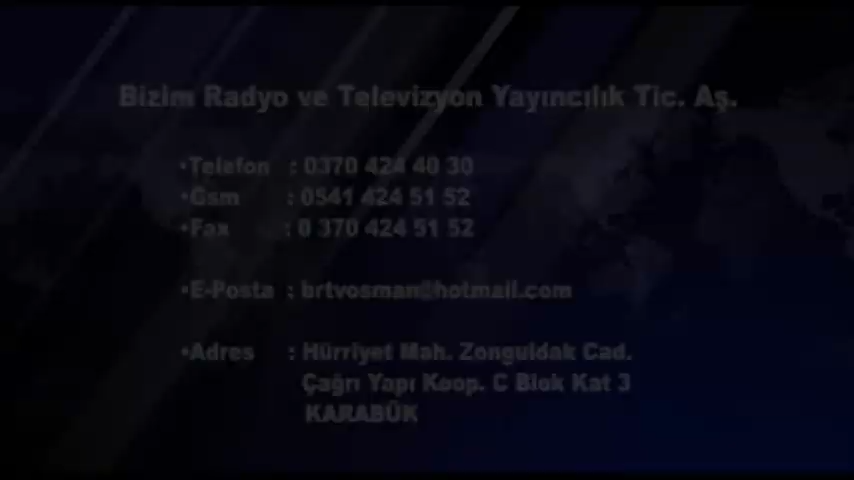 Bizim Radyo ve Televizyon Yayıncılık Tic. Aş.
•Telefon : 0370 424 40 30
•Gsm : 0541 424 51 52
•Fax : 0 370 424 51 52
•E-Posta : brtvosman@hotmail.com
•Adres : Hürriyet Mah. Zonguldak Cad.
Çağrı Yapı Koop. C Blok Kat 3
KARABÜK